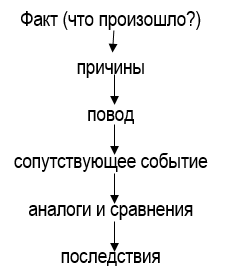 Факт (что произошло?)
причины
повод
сопутствующее событие
аналоги и сравнения
последствия